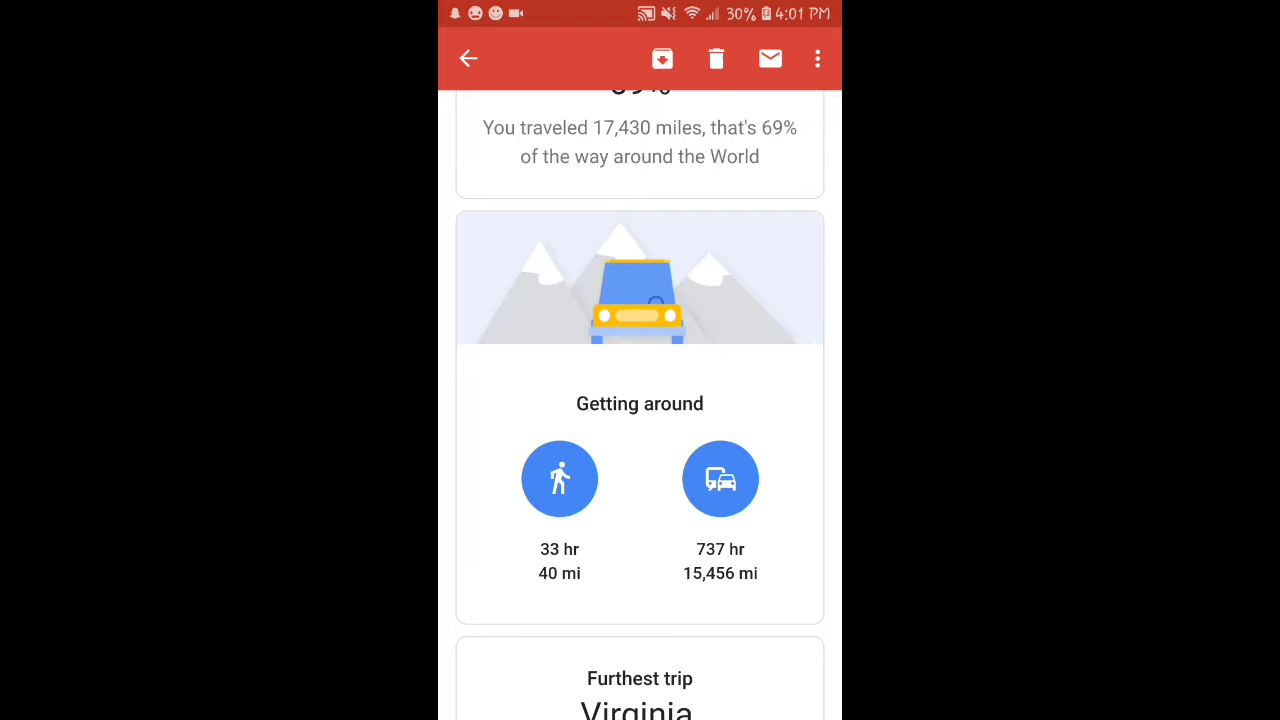 30% 4:01 PM
69%
You traveled 17,430 miles, that's 69%
of the way around the World
Getting around
33 hr 737 hr
40 mi 15,456 mi
Furthest trip
Virginia